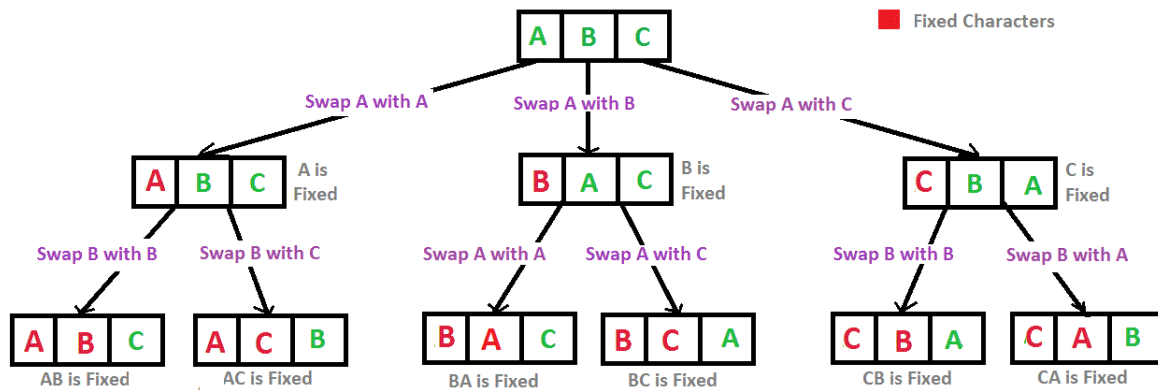 A B C
Fixed Characters
Swap A with A
Swap A with B
Swap A with C
A B C
A is
Fixed
B A C
B is
Fixed
C B A
C is
Fixed
Swap B with B
Swap B with C
Swap A with A
Swap A with C
Swap B with B
Swap B with A
A B C
A C B
B A C
B C A
C B A
C A B
AB is Fixed
AC is Fixed
BA is Fixed
BC is Fixed
CB is Fixed
CA is Fixed